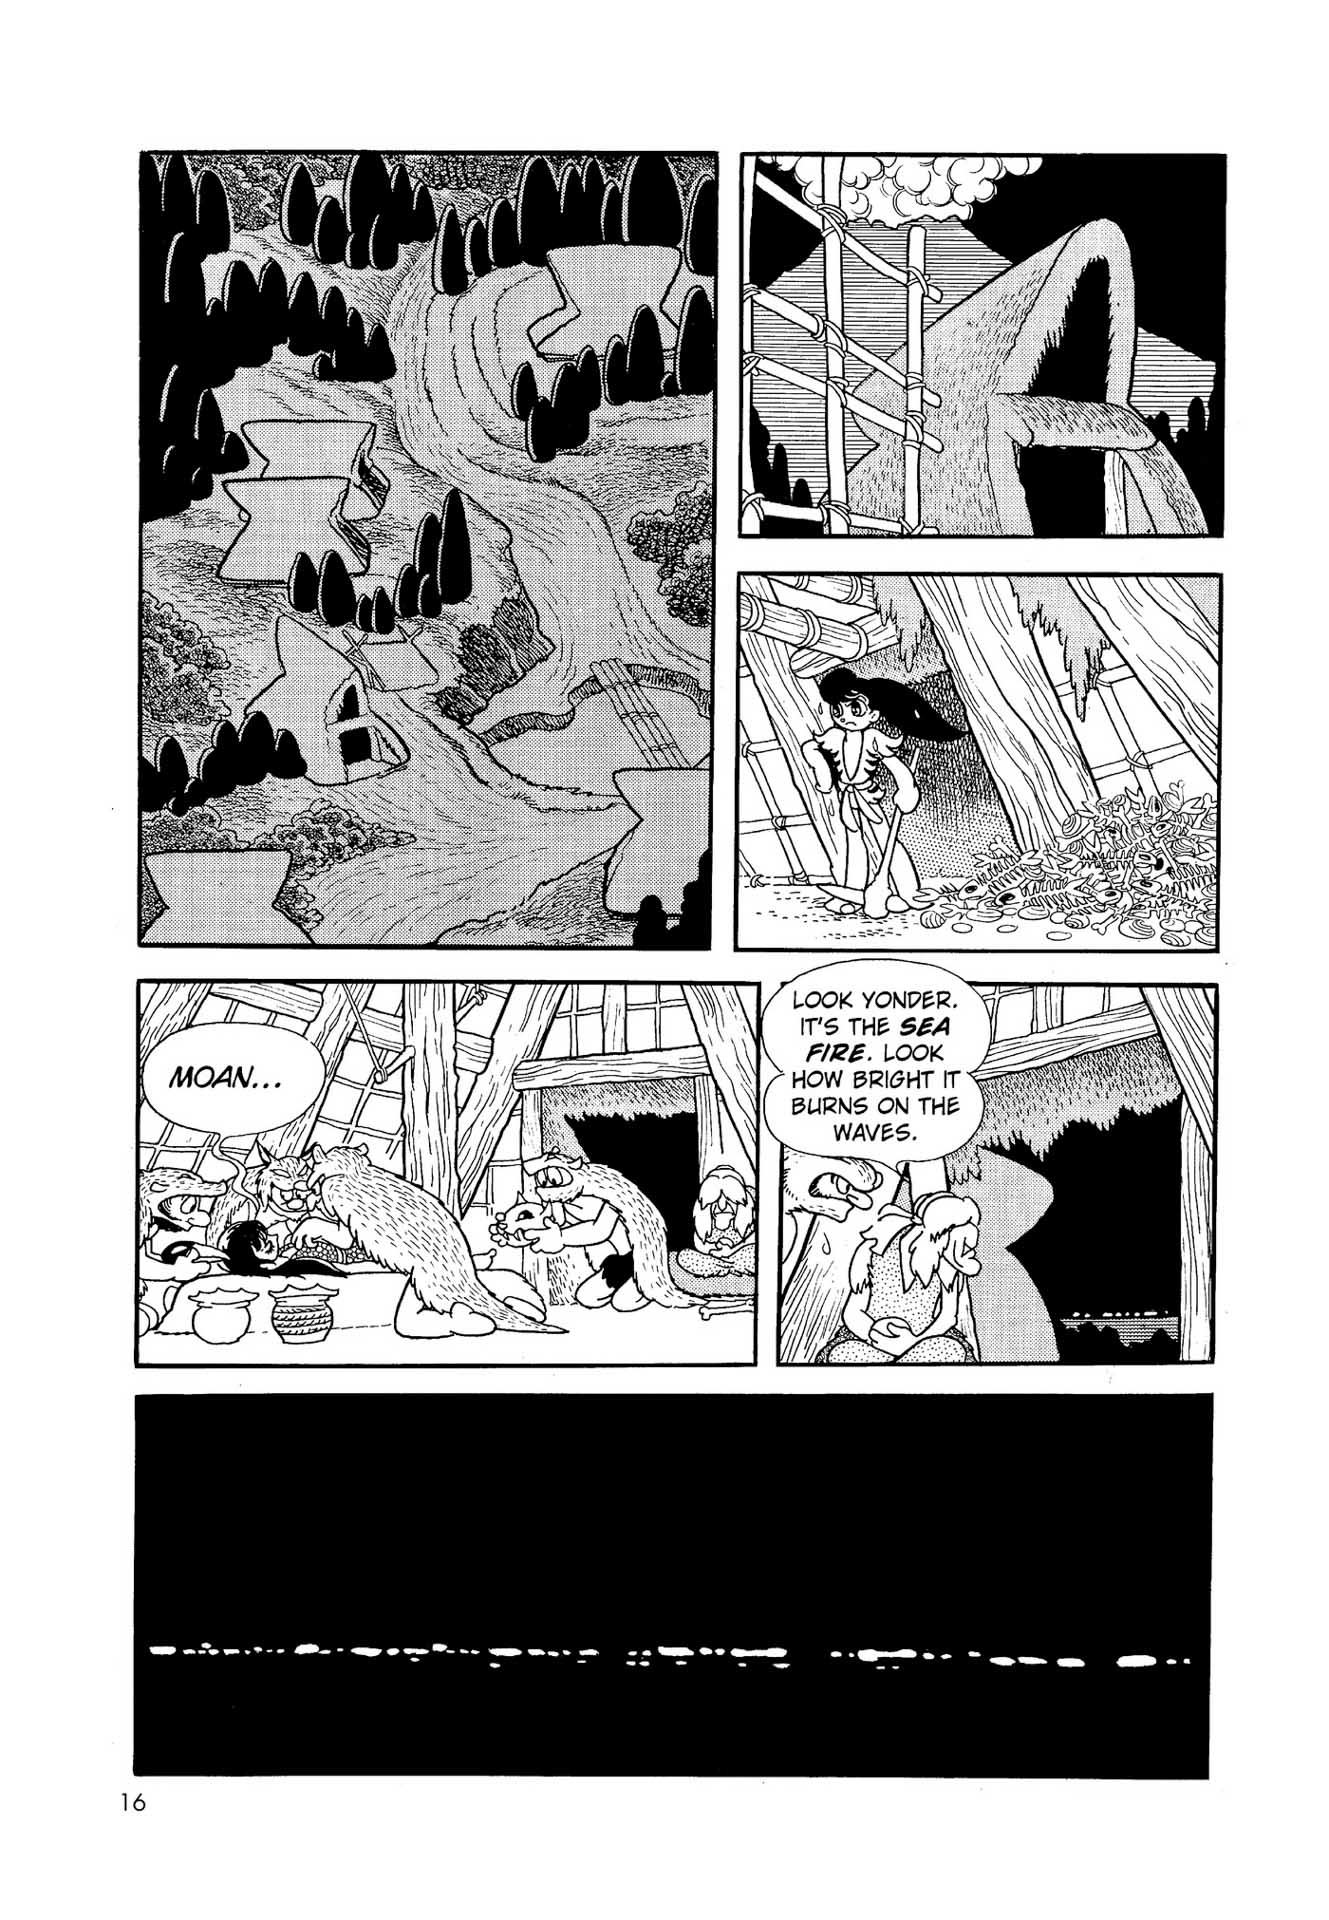 MOAN...
LOOK YONDER.
IT'S THE SEA
FIRE. LOOK
HOW BRIGHT IT
BURNS ON THE
WAVES.
16